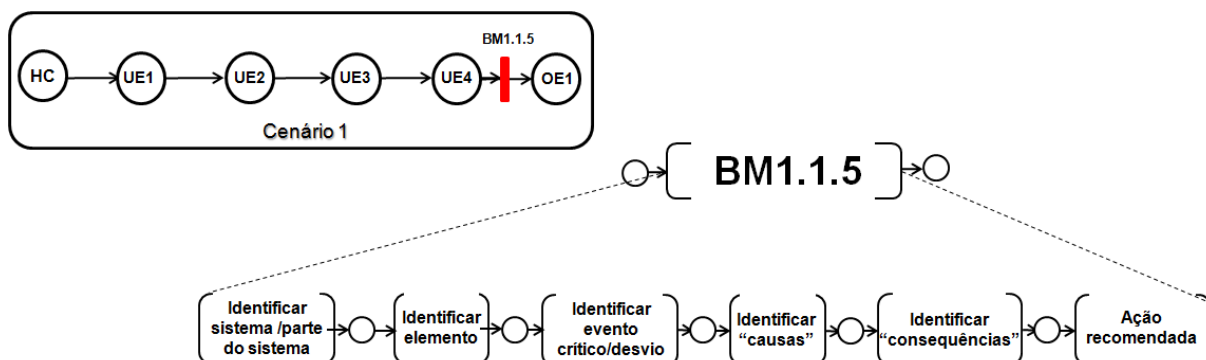 BM1.1.5
HC
UE1
UE2
UE3
UE4
OE1
Cenário 1
BM1.1.5
Identificar
sistema /parte
do sistema
Identificar
elemento
Identificar
evento
crítico/desvio
Identificar
“causas”
Identificar
“consequências”
Ação
recomendada